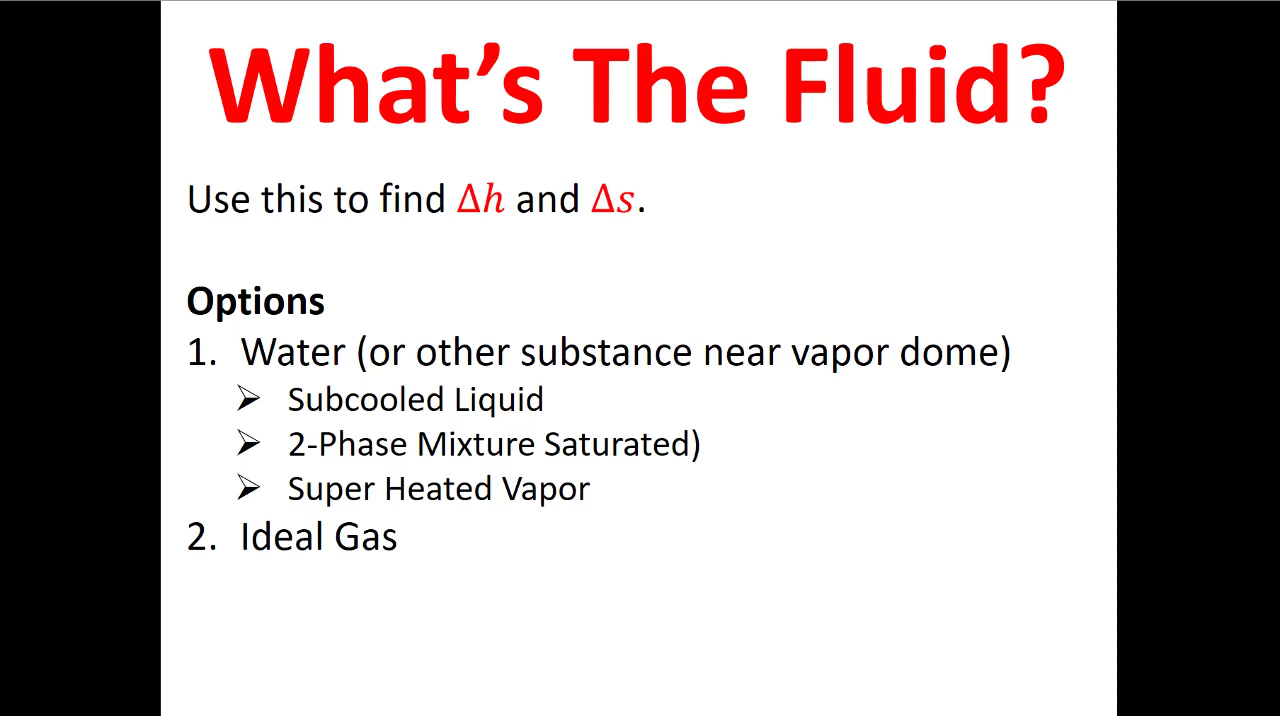 What’s The Fluid?
Use this to find Δh and Δs.
Options
1. Water (or other substance near vapor dome)
➢ Subcooled Liquid
➢ 2-Phase Mixture Saturated)
➢ Super Heated Vapor
2. Ideal Gas